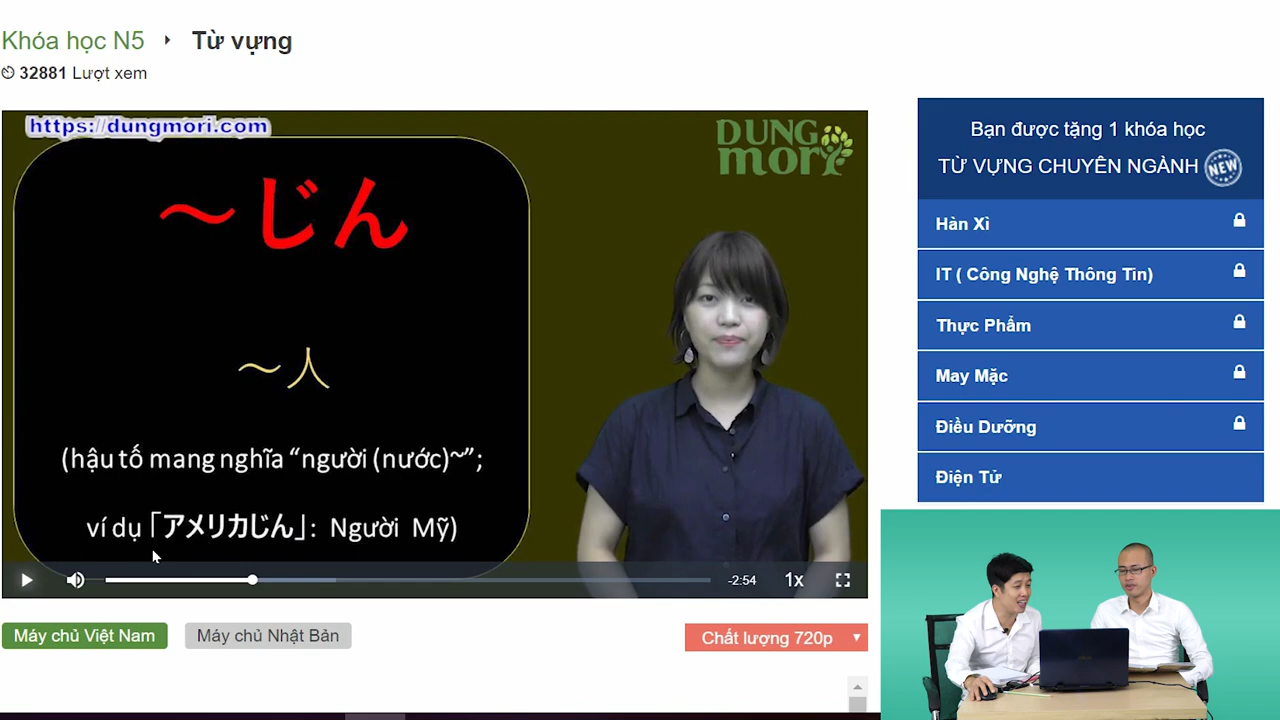 Khóa học N5 ‣ Từ vựng
32881 Lượt xem
https://dungmori.com
DUNG
mori
～じん
～人
(hậu tố mang nghĩa “người (nước)~”;
ví dụ「アメリカじん」: Người Mỹ)
-2:54 1x
Máy chủ Việt Nam Máy chủ Nhật Bản
Chất lượng 720p ▼
Bạn được tặng 1 khóa học
TỪ VỰNG CHUYÊN NGÀNH NEW
Hàn Xì
IT ( Công Nghệ Thông Tin)
Thực Phẩm
May Mặc
Điều Dưỡng
Điện Tử